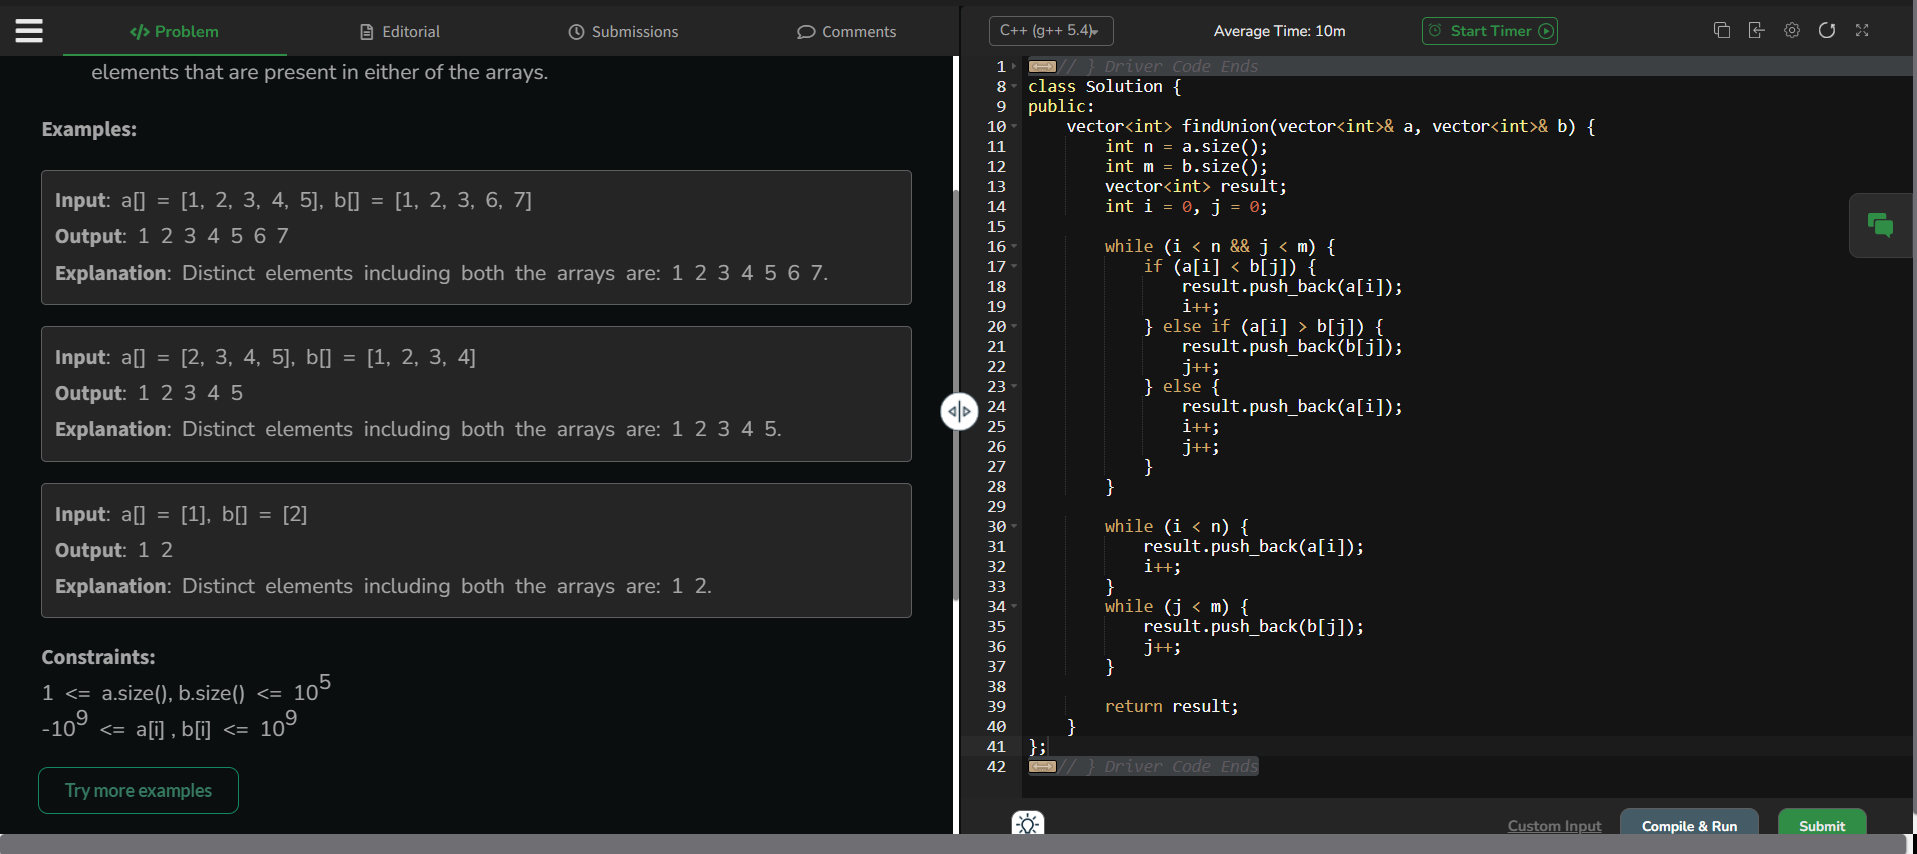 </> Problem
Editorial
Submissions
Comments
elements that are present in either of the arrays.
Examples:
Input: a[] = [1, 2, 3, 4, 5], b[] = [1, 2, 3, 6, 7]
Output: 1 2 3 4 5 6 7
Explanation: Distinct elements including both the arrays are: 1 2 3 4 5 6 7.
Input: a[] = [2, 3, 4, 5], b[] = [1, 2, 3, 4]
Output: 1 2 3 4 5
Explanation: Distinct elements including both the arrays are: 1 2 3 4 5.
Input: a[] = [1], b[] = [2]
Output: 1 2
Explanation: Distinct elements including both the arrays are: 1 2.
Constraints:
1 <= a.size(), b.size() <= 10^5
-10^9 <= a[i] , b[i] <= 10^9
Try more examples
C++ (g++ 5.4)
Average Time: 10m
Start Timer
1 // } Driver Code Ends
8 class Solution {
9 public:
10     vector<int> findUnion(vector<int>& a, vector<int>& b) {
11         int n = a.size();
12         int m = b.size();
13         vector<int> result;
14         int i = 0, j = 0;
15
16         while (i < n && j < m) {
17             if (a[i] < b[j]) {
18                 result.push_back(a[i]);
19                 i++;
20             } else if (a[i] > b[j]) {
21                 result.push_back(b[j]);
22                 j++;
23             } else {
24                 result.push_back(a[i]);
25                 i++;
26                 j++;
27             }
28         }
29
30         while (i < n) {
31             result.push_back(a[i]);
32             i++;
33         }
34         while (j < m) {
35             result.push_back(b[j]);
36             j++;
37         }
38
39         return result;
40     }
41 };
42 // } Driver Code Ends
Custom Input
Compile & Run
Submit